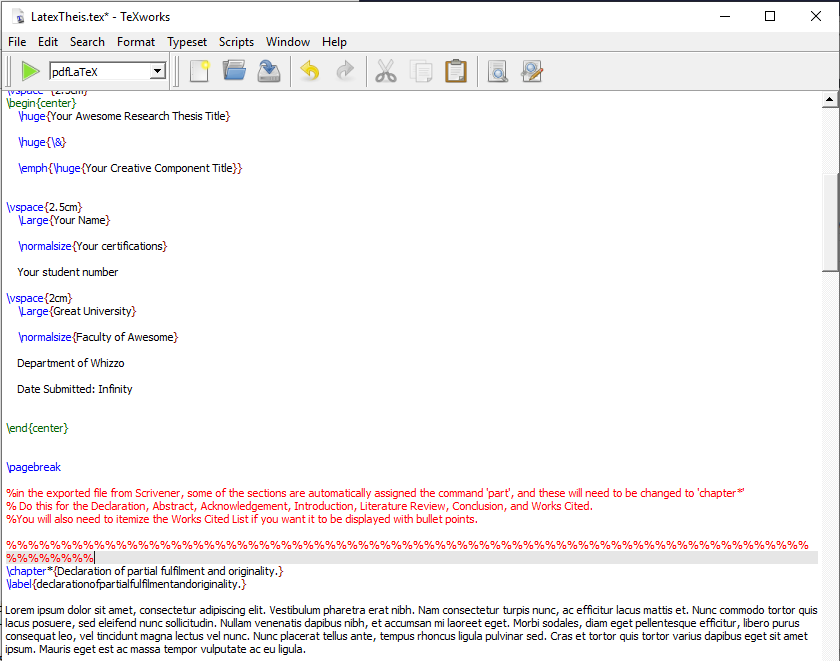 LatexTheis.tex* - TeXworks
File Edit Search Format Typeset Scripts Window Help
pdfLaTeX
\vspace*{2.5cm}
\begin{center}
\huge{Your Awesome Research Thesis Title}
\huge{\&}
\emph{\huge{Your Creative Component Title}}
\vspace{2.5cm}
\Large{Your Name}
\normalsize{Your certifications}
Your student number
\vspace{2cm}
\Large{Great University}
\normalsize{Faculty of Awesome}
Department of Whizzo
Date Submitted: Infinity
\end{center}
\pagebreak
%in the exported file from Scrivener, some of the sections are automatically assigned the command 'part', and these will need to be changed to 'chapter*'
% Do this for the Declaration, Abstract, Acknowledgement, Introduction, Literature Review, Conclusion, and Works Cited.
%You will also need to itemize the Works Cited List if you want it to be displayed with bullet points.
%%%%%%%%%%%%%%%%%%%%%%%%%%%%%%%%%%%%%%%%%%%%%%%%%%%%%%%%%%%%%%%%%%%%%%%%%%%
%%%%%%%%
\chapter*{Declaration of partial fulfilment and originality.}
\label{declarationofpartialfulfilmentandoriginality.}
Lorem ipsum dolor sit amet, consectetur adipiscing elit. Vestibulum pharetra erat nibh. Nam consectetur turpis nunc, ac efficitur lacus mattis et. Nunc commodo tortor quis
lacus posuere, sed eleifend nunc sollicitudin. Nullam venenatis dapibus nibh, et accumsan mi laoreet eget. Morbi sodales, diam eget pellentesque efficitur, libero purus
consequat leo, vel tincidunt magna lectus vel nunc. Nunc placerat tellus ante, tempus rhoncus ligula pulvinar sed. Cras et tortor quis tortor varius dapibus eget sit amet
ipsum. Mauris eget est ac massa tempor vulputate ac eu ligula.